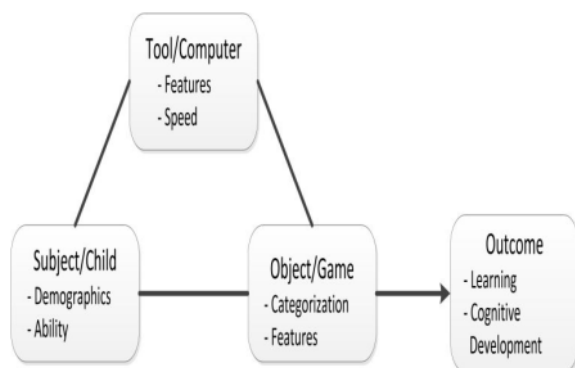 Tool/Computer
- Features
- Speed
Subject/Child
- Demographics
- Ability
Object/Game
- Categorization
- Features
Outcome
- Learning
- Cognitive
Development